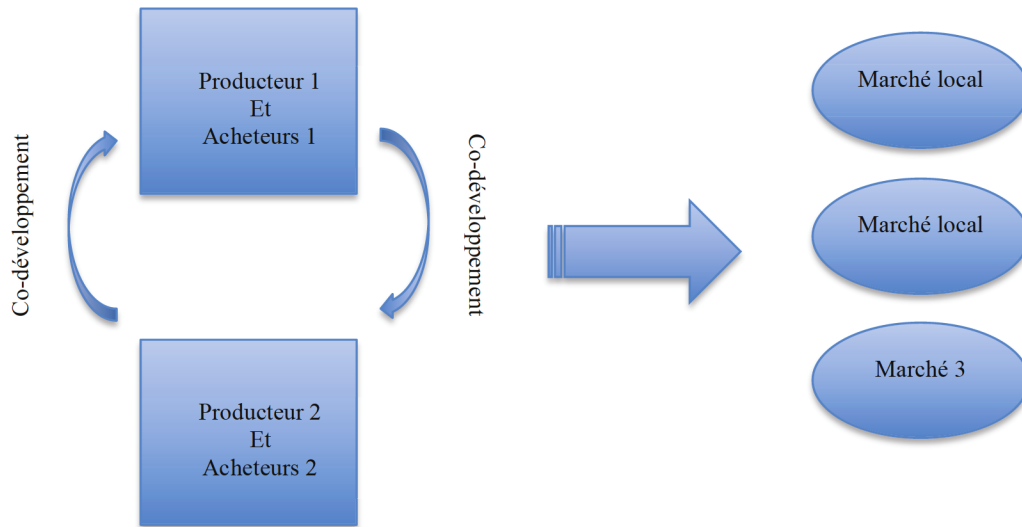 Co-développement
Producteur 1
Et
Acheteurs 1
Co-développement
Producteur 2
Et
Acheteurs 2
Marché local
Marché local
Marché 3